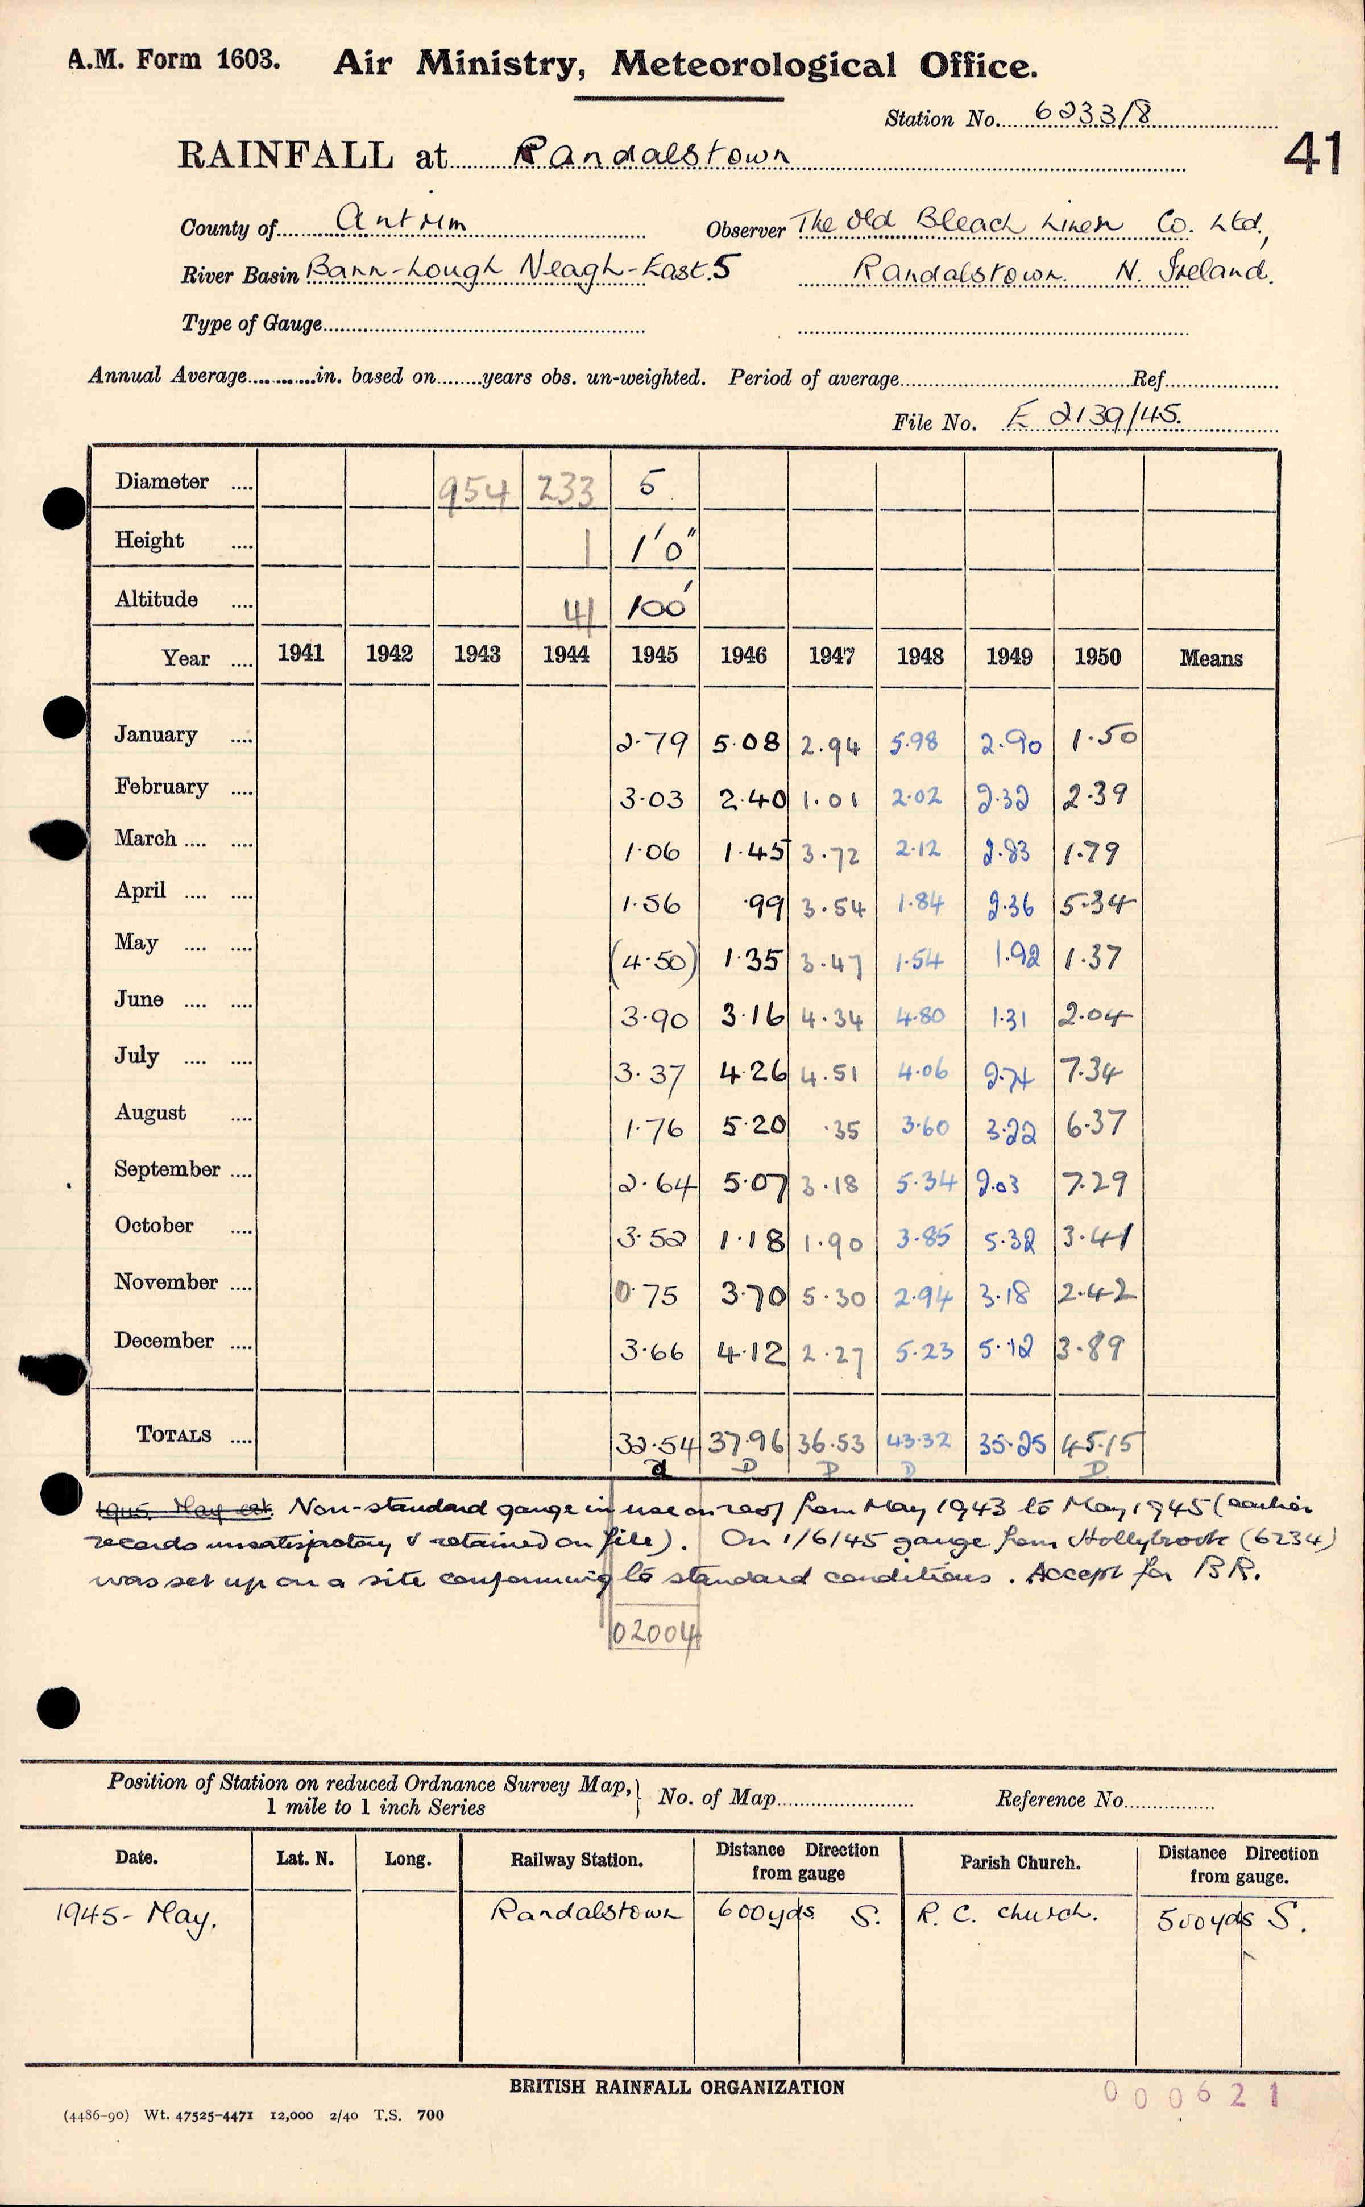 A.M. Form 1603. Air Ministry, Meteorological Office.
Station No. 6233/8
RAINFALL at Randalstown 41
County of Antrim Observer The Old Bleach Linen Co. Ltd.,
River Basin Bann-Lough Neagh-East.5 Randalstown N. Ireland.
Type of Gauge
Annual Average in. based on years obs. un-weighted. Period of average Ref
File No. E 2139/45.
Diameter 954 233 5
Height 1 1'0"
Altitude 41 100'
Year 1941 1942 1943 1944 1945 1946 1947 1948 1949 1950 Means
January 2.79 5.08 2.94 5.98 2.90 1.50
February 3.03 2.40 1.01 2.02 2.32 2.39
March 1.06 1.45 3.72 2.12 2.83 1.79
April 1.56 .99 3.54 1.84 2.36 5.34
May (4.50) 1.35 3.47 1.54 1.92 1.37
June 3.90 3.16 4.34 4.80 1.31 2.04
July 3.37 4.26 4.51 4.06 2.74 7.34
August 1.76 5.20 .35 3.60 3.22 6.37
September 2.64 5.07 3.18 5.34 2.03 7.29
October 3.52 1.18 1.90 3.85 5.32 3.41
November 0.75 3.70 5.30 2.94 3.18 2.42
December 3.66 4.12 2.27 5.23 5.12 3.89
TOTALS 32.54 37.96 36.53 43.32 35.25 45.15
D D D D
1945 May est. Non-standard gauge in use on roof from May 1943 to May 1945 (earlier
records unsatisfactory & retained on file). On 1/6/45 gauge from Hollybrook (6234)
was set up on a site conforming to standard conditions. Accept for B.R.
02004
Position of Station on reduced Ordnance Survey Map,
1 mile to 1 inch Series
No. of Map Reference No.
Date. Lat. N. Long. Railway Station. Distance Direction from gauge Parish Church. Distance Direction from gauge.
1945- May. Randalstown 600yds S. R. C. church. 500yds S.
BRITISH RAINFALL ORGANIZATION
000621
(4486-90) Wt. 47525-4471 12,000 2/40 T.S. 700